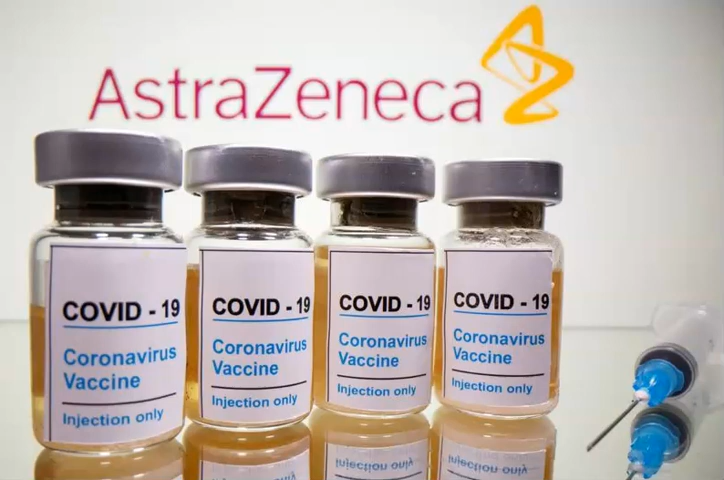 AstraZeneca
COVID - 19
Coronavirus
Vaccine
Injection only
COVID - 19
Coronavirus
Vaccine
Injection only
COVID - 19
Coronavirus
Vaccine
Injection only
COVID - 19
Coronavirus
Vaccine
Injection only